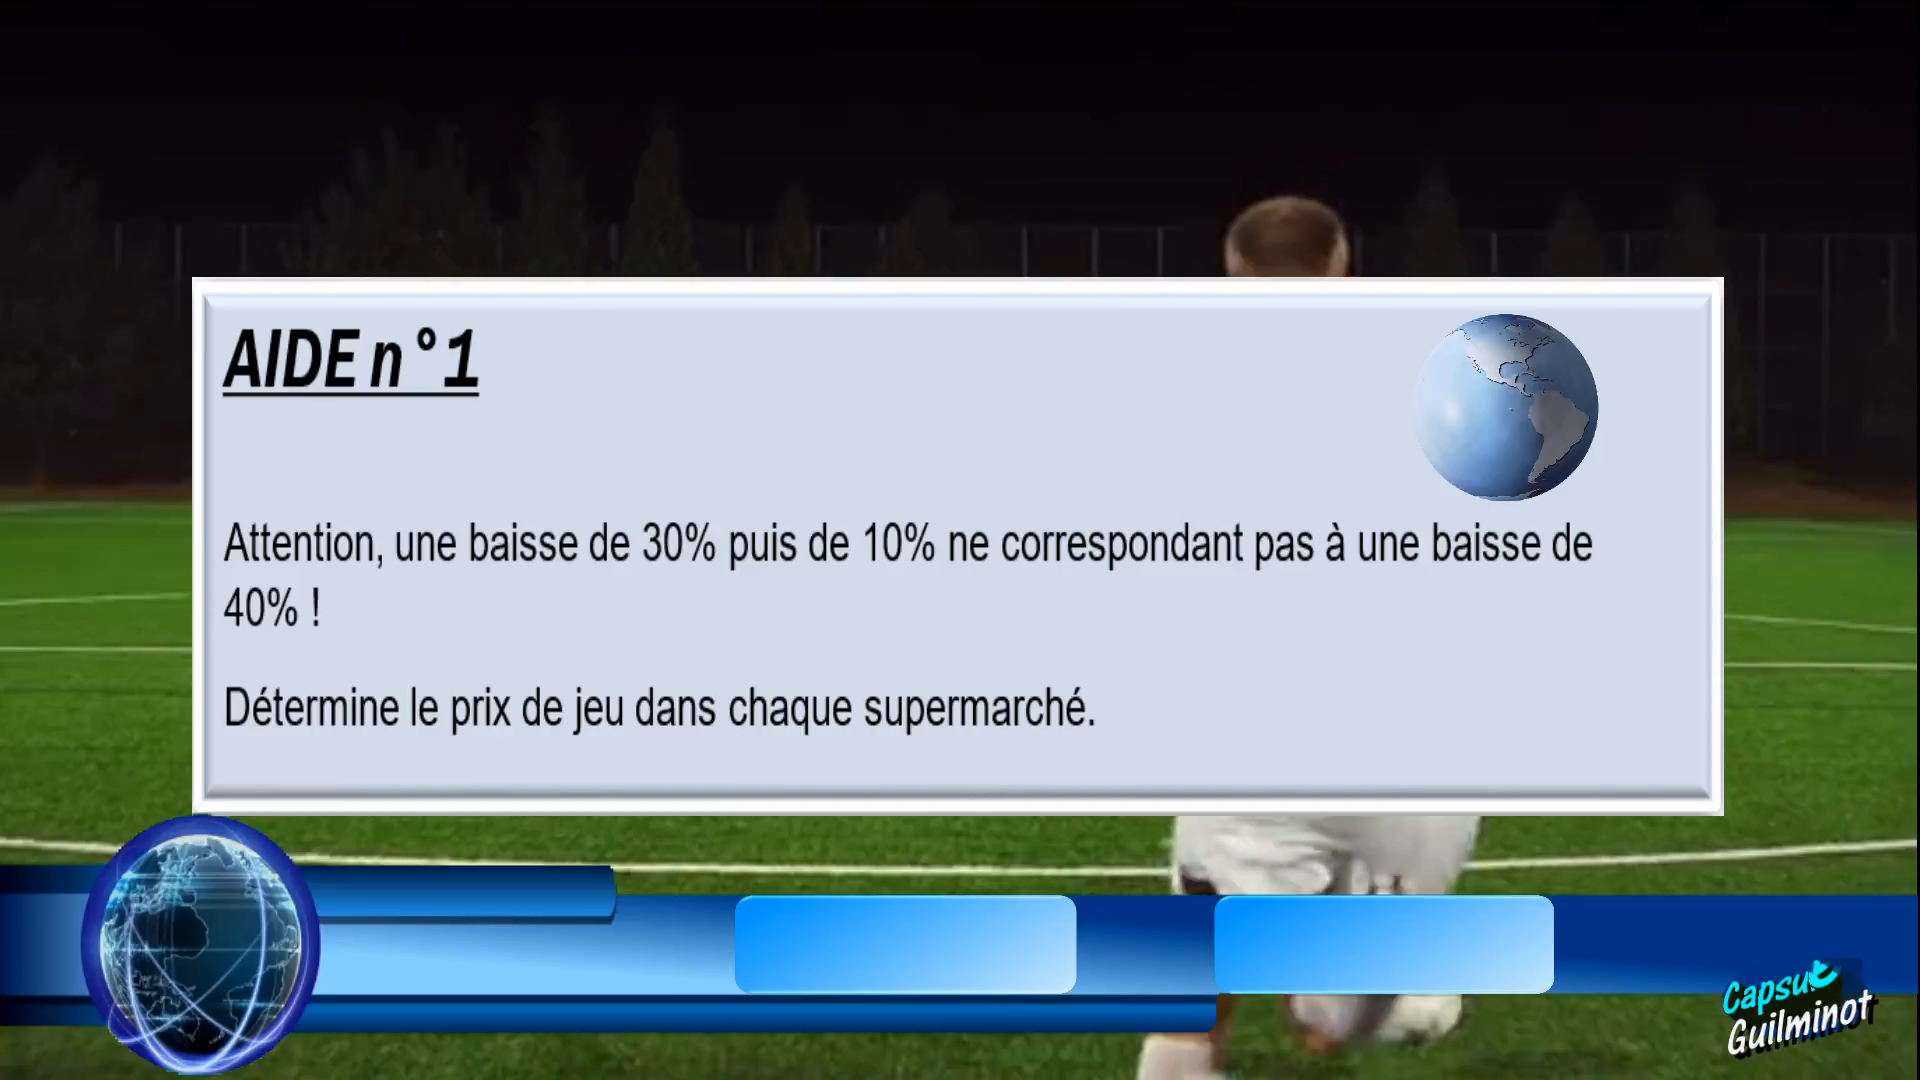 AIDE n°1
Attention, une baisse de 30% puis de 10% ne correspondant pas à une baisse de
40% !
Détermine le prix de jeu dans chaque supermarché.
Capsule
Guilminot